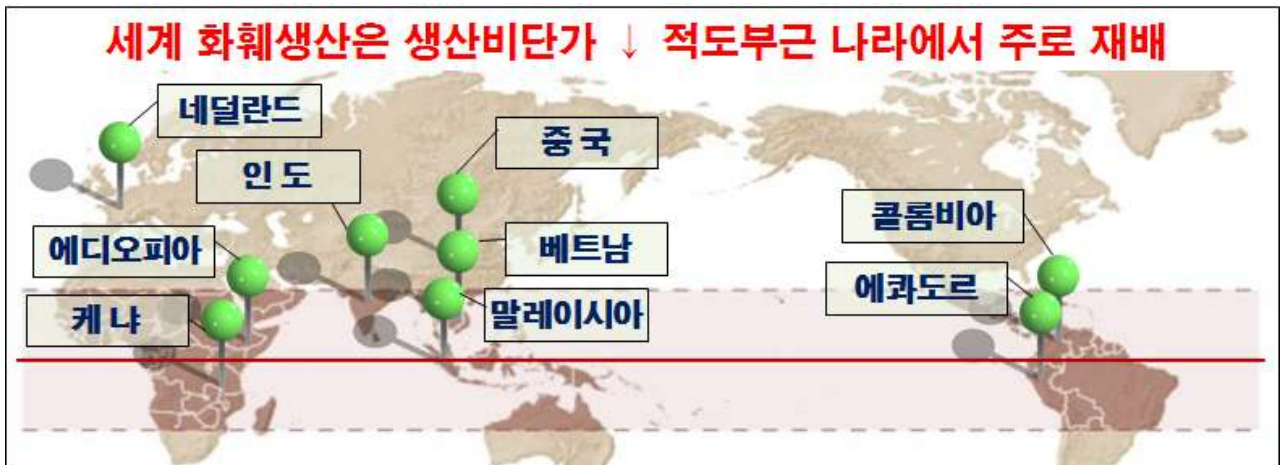 세계 화훼생산은 생산비단가 ↓ 적도부근 나라에서 주로 재배
네덜란드
중 국
인 도
콜롬비아
에디오피아
베트남
에콰도르
케 냐
말레이시아